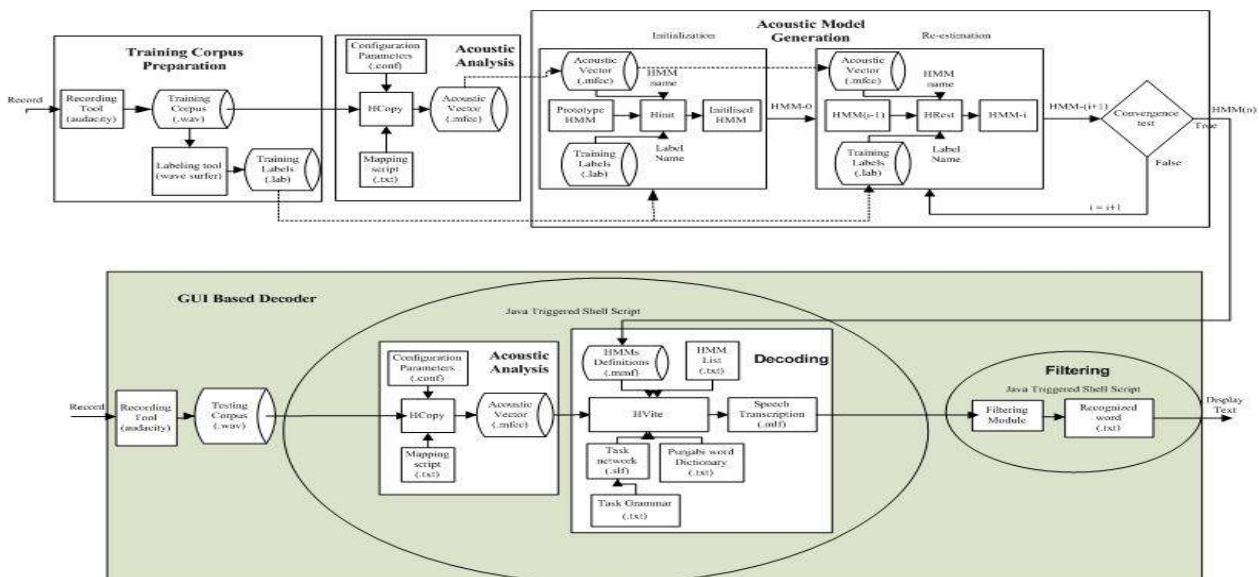 Acoustic Model
Generation
Initialization
Re-estimation
Training Corpus
Preparation
Record
Recording
Tool
(audacity)
Training
Corpus
(.wav)
Labeling tool
(wave surfer)
Training
Labels
(.lab)
Acoustic
Analysis
Configuration
Parameters
(.conf)
HCopy
Acoustic
Vector
(.mfcc)
Mapping
script
(.txt)
Acoustic
Vector
(.mfcc)
HMM
name
Prototype
HMM
Hinit
Initilised
HMM
Training
Labels
(.lab)
Label
Name
HMM-0
Acoustic
Vector
(.mfcc)
HMM
name
HMM(i-1)
HRest
HMM-i
Training
Labels
(.lab)
Label
Name
HMM-(i+1)
Convergence
test
True
HMM(n)
False
i = i+1
GUI Based Decoder
Java Triggered Shell Script
Record
Recording
Tool
(audacity)
Testing
Corpus
(.wav)
Acoustic
Analysis
Configuration
Parameters
(.conf)
HCopy
Acoustic
Vector
(.mfcc)
Mapping
script
(.txt)
Decoding
HMMs
Definitions
HMM
List
(.txt)
HVite
Speech
Transcription
(.mlf)
Task
network
(.slf)
Punjabi word
Dictionary
(.txt)
Task Grammar
(.txt)
Filtering
Java Triggered Shell Script
Filtering
Module
Recognized
word
(.txt)
Display
Text